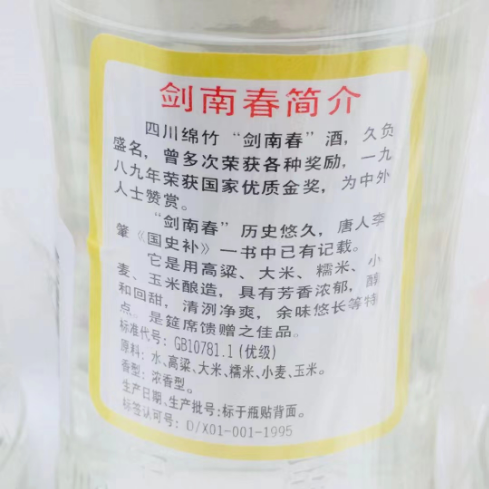 剑南春简介
四川绵竹“剑南春”酒，久负
盛名，曾多次荣获各种奖励，一九
八九年荣获国家优质金奖，为中外
人士赞赏。
“剑南春”历史悠久，唐人李
肇《国史补》一书中已有记载。
它是用高粱、大米、糯米、小
麦、玉米酿造，具有芳香浓郁，醇
和回甜，清洌净爽，余味悠长等特
点。是筵席馈赠之佳品。
标准代号：GB10781.1(优级)
原料：水、高粱、大米、糯米、小麦、玉米。
香型：浓香型。
生产日期、生产批号：标于瓶贴背面。
标签认可号：D/X01-001-1995